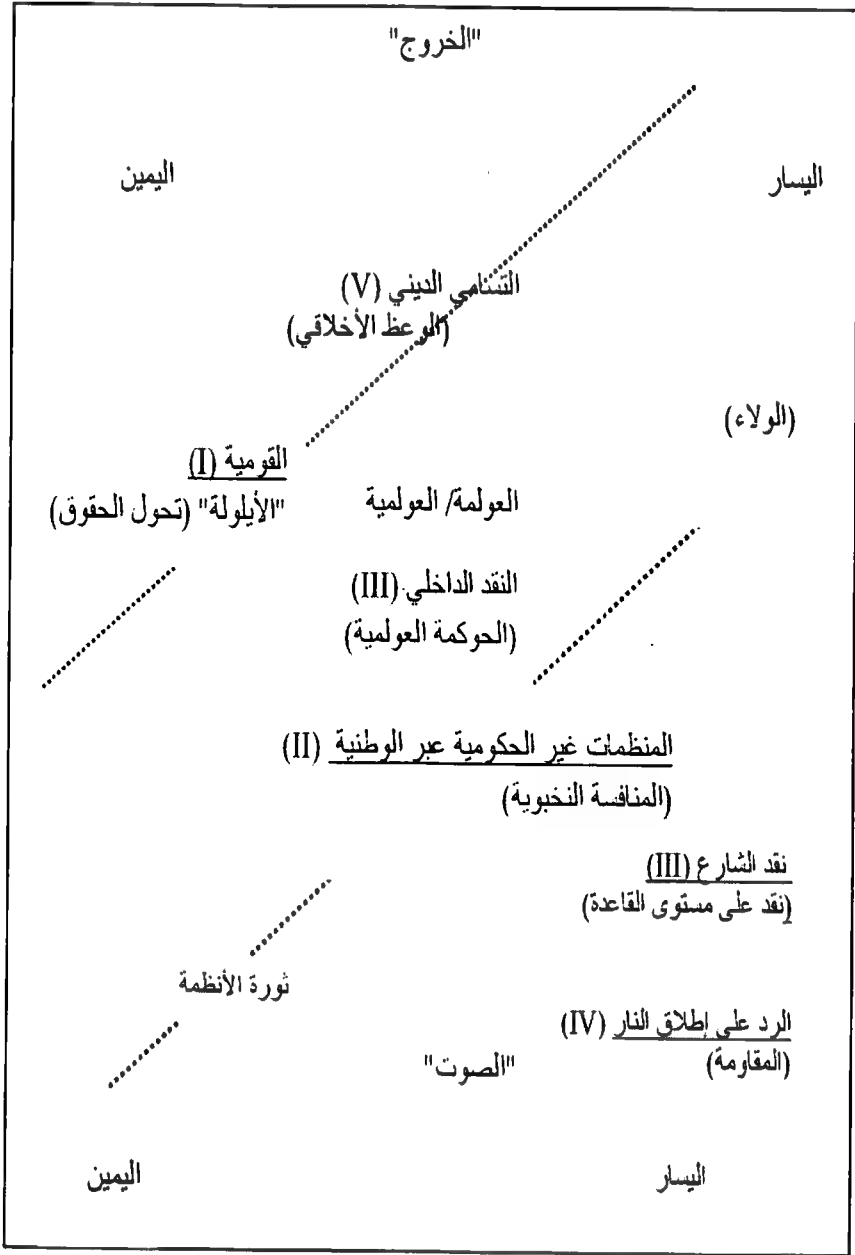 "الخروج"
اليسار
اليمين
التنامي الديني (V)
(الوعظ الأخلاقي)
(الولاء)
القومية (I)
"الأيلولة" (تحول الحقوق)
العولمة/ العولمية
النقد الداخلي (III)
(الحوكمة العولمية)
المنظمات غير الحكومية عبر الوطنية (II)
(المنافسة النخبوية)
نقد الشارع (III)
(نقد على مستوى القاعدة)
ثورة الأنظمة
الرد على إطلاق النار (IV)
(المقاومة)
"الصوت"
اليسار
اليمين